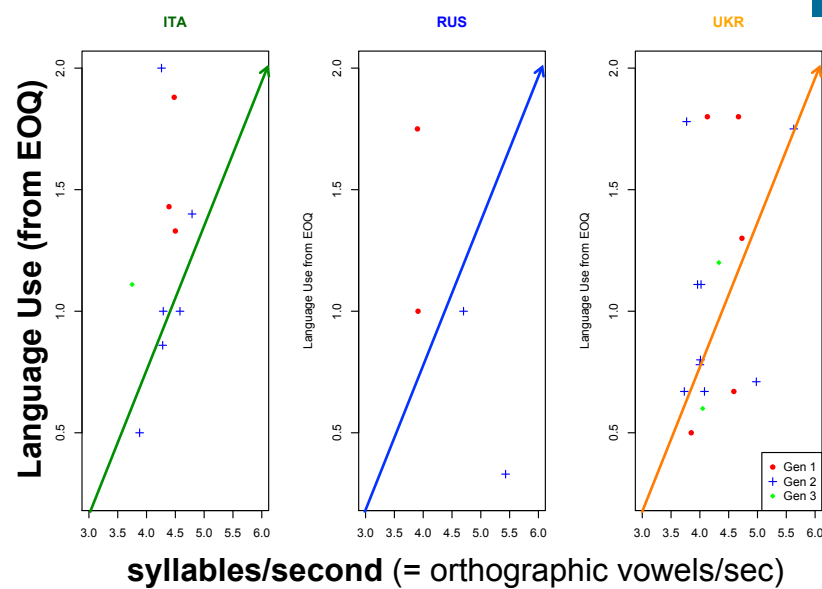 ITA
RUS
UKR
Language Use (from EOQ)
2.0
1.5
1.0
0.5
3.0 3.5 4.0 4.5 5.0 5.5 6.0
Language Use from EOQ
2.0
1.5
1.0
0.5
3.0 3.5 4.0 4.5 5.0 5.5 6.0
Language Use from EOQ
2.0
1.5
1.0
0.5
3.0 3.5 4.0 4.5 5.0 5.5 6.0
Gen 1
Gen 2
Gen 3
syllables/second (= orthographic vowels/sec)